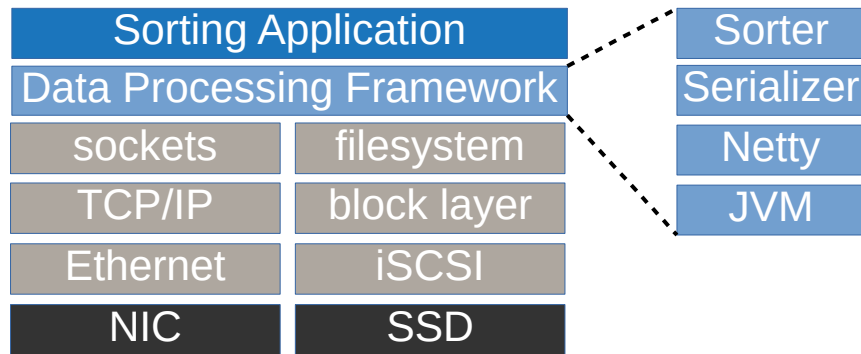 Sorting Application
Data Processing Framework
sockets
filesystem
TCP/IP
block layer
Ethernet
iSCSI
NIC
SSD
Sorter
Serializer
Netty
JVM